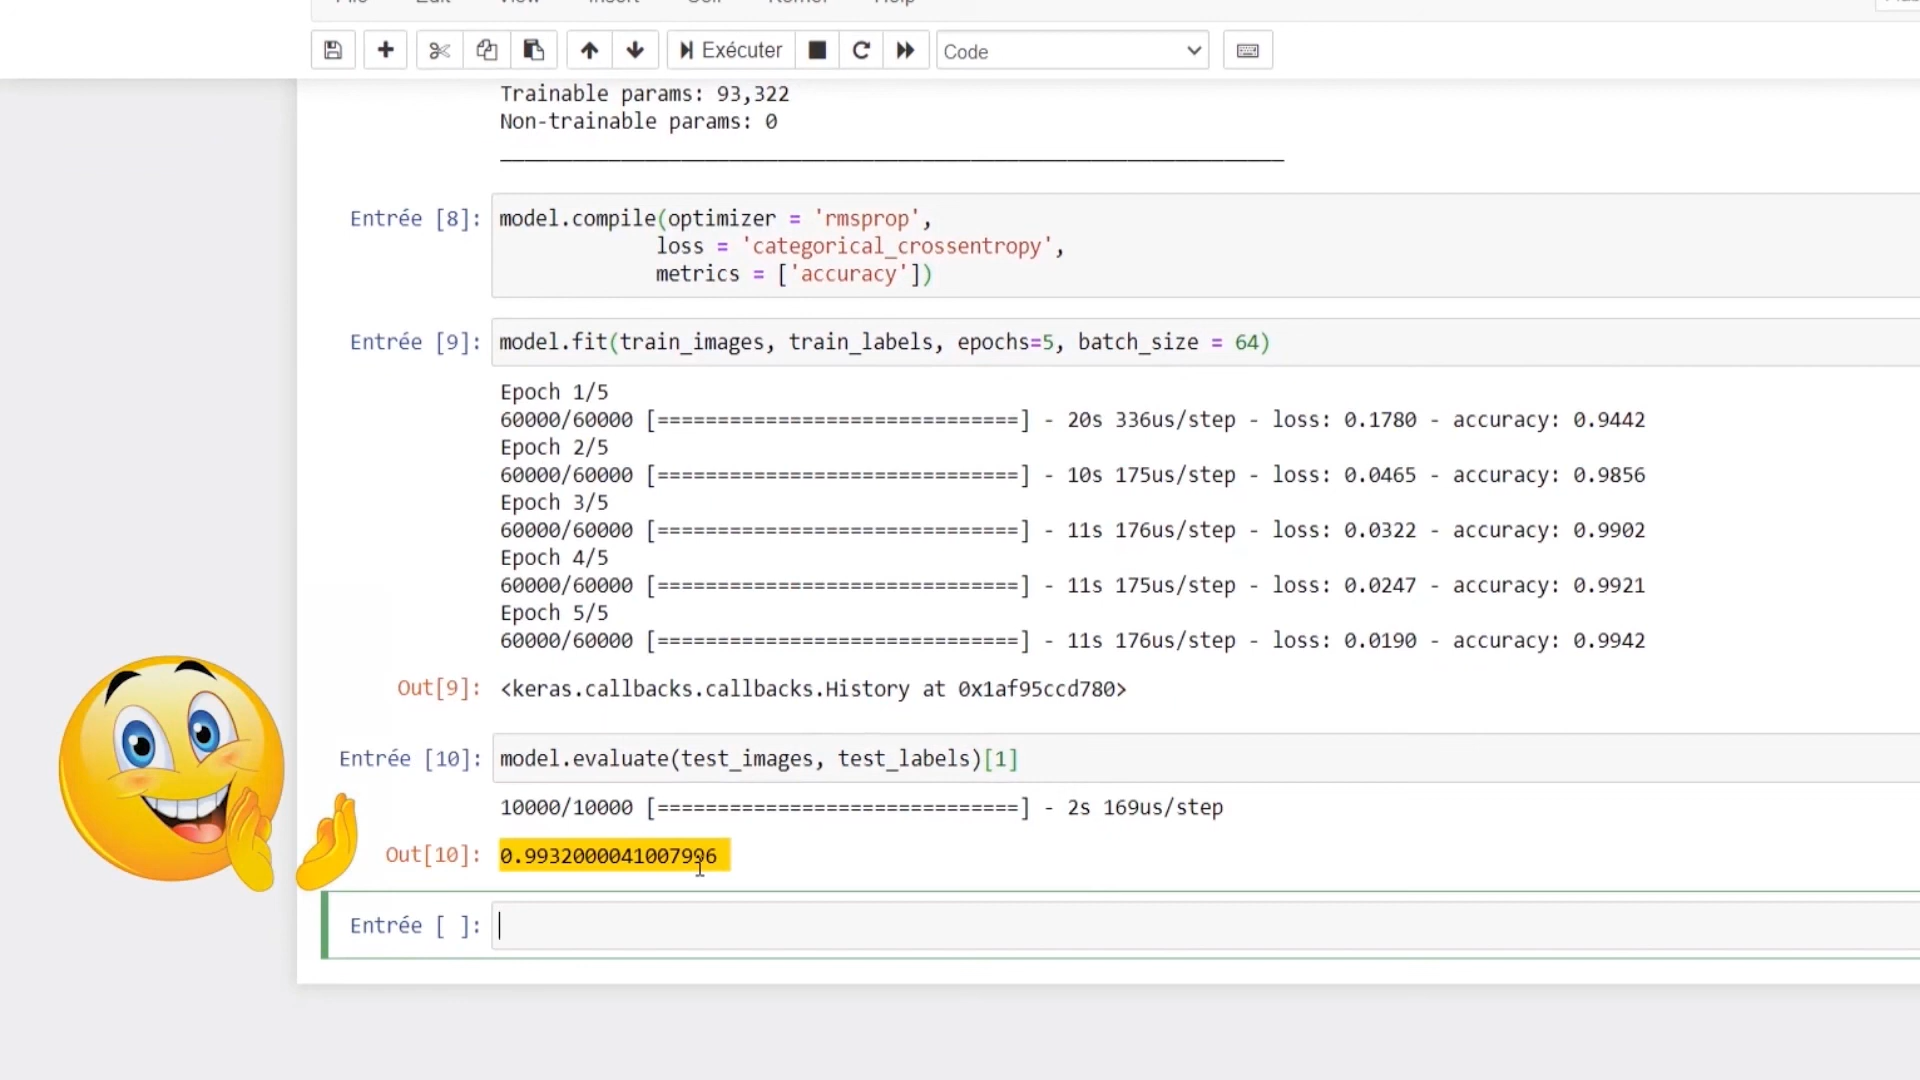 Exécuter
Code
Trainable params: 93,322
Non-trainable params: 0
_________________________________________________________________
Entrée [8]: model.compile(optimizer = 'rmsprop',
loss = 'categorical_crossentropy',
metrics = ['accuracy'])
Entrée [9]: model.fit(train_images, train_labels, epochs=5, batch_size = 64)
Epoch 1/5
60000/60000 [==============================] - 20s 336us/step - loss: 0.1780 - accuracy: 0.9442
Epoch 2/5
60000/60000 [==============================] - 10s 175us/step - loss: 0.0465 - accuracy: 0.9856
Epoch 3/5
60000/60000 [==============================] - 11s 176us/step - loss: 0.0322 - accuracy: 0.9902
Epoch 4/5
60000/60000 [==============================] - 11s 175us/step - loss: 0.0247 - accuracy: 0.9921
Epoch 5/5
60000/60000 [==============================] - 11s 176us/step - loss: 0.0190 - accuracy: 0.9942
Out[9]: <keras.callbacks.callbacks.History at 0x1af95ccd780>
Entrée [10]: model.evaluate(test_images, test_labels)[1]
10000/10000 [==============================] - 2s 169us/step
Out[10]: 0.9932000041007996
Entrée [ ]: